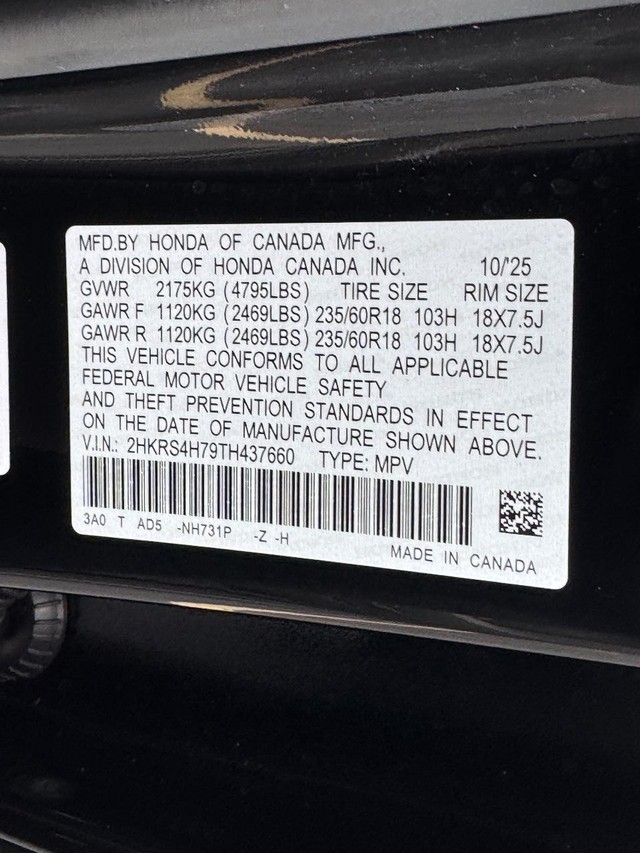 MFD.BY HONDA OF CANADA MFG.,
A DIVISION OF HONDA CANADA INC. 10/'25
GVWR 2175KG (4795LBS) TIRE SIZE RIM SIZE
GAWR F 1120KG (2469LBS) 235/60R18 103H 18X7.5J
GAWR R 1120KG (2469LBS) 235/60R18 103H 18X7.5J
THIS VEHICLE CONFORMS TO ALL APPLICABLE
FEDERAL MOTOR VEHICLE SAFETY
AND THEFT PREVENTION STANDARDS IN EFFECT
ON THE DATE OF MANUFACTURE SHOWN ABOVE.
V.I.N.: 2HKRS4H79TH437660 TYPE: MPV
3A0 T AD5 -NH731P -Z -H
MADE IN CANADA